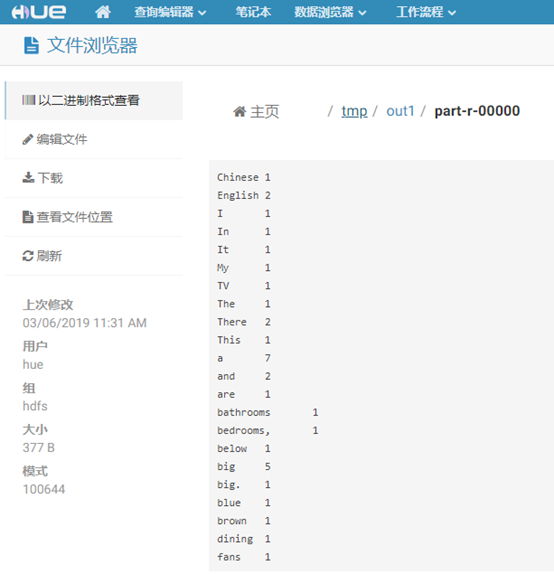 HUE 查询编辑器 笔记本 数据浏览器 工作流程
文件浏览器
以二进制格式查看
编辑文件
下载
查看文件位置
刷新
上次修改
03/06/2019 11:31 AM
用户
hue
组
hdfs
大小
377 B
模式
100644
主页 / tmp / out1 / part-r-00000
Chinese 1
English 2
I 1
In 1
It 1
My 1
TV 1
The 1
There 2
This 1
a 7
and 2
are 1
bathrooms 1
bedrooms, 1
below 1
big 5
big. 1
blue 1
brown 1
dining 1
fans 1